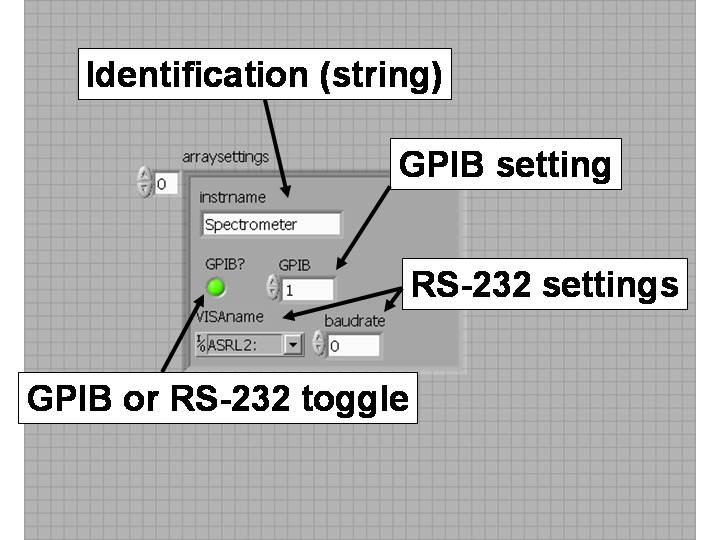 Identification (string)
arraysettings
GPIB setting
0
instrname
Spectrometer
GPIB?
GPIB
1
RS-232 settings
VISAname
baudrate
ASRL2:
0
GPIB or RS-232 toggle